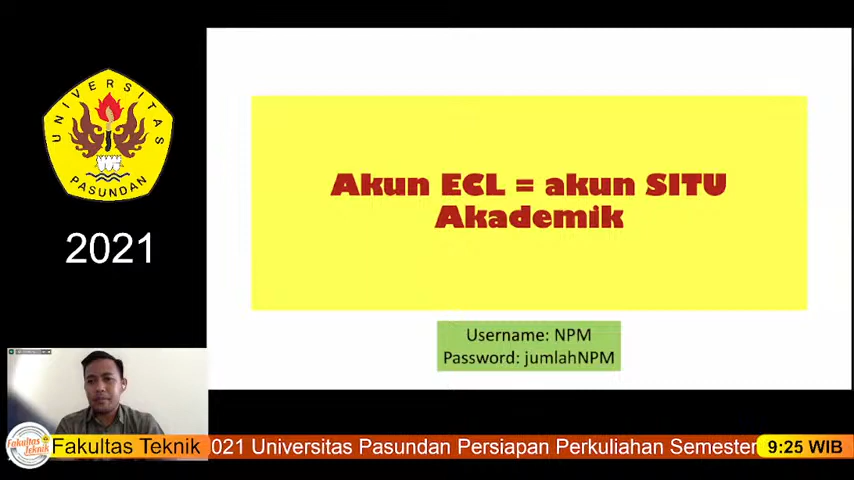 UNIVERSITAS
PASUNDAN
2021
Akun ECL = akun SITU
Akademik
Username: NPM
Password: jumlahNPM
Fakultas
Teknik
Fakultas Teknik
021 Universitas Pasundan Persiapan Perkuliahan Semester
9:25 WIB